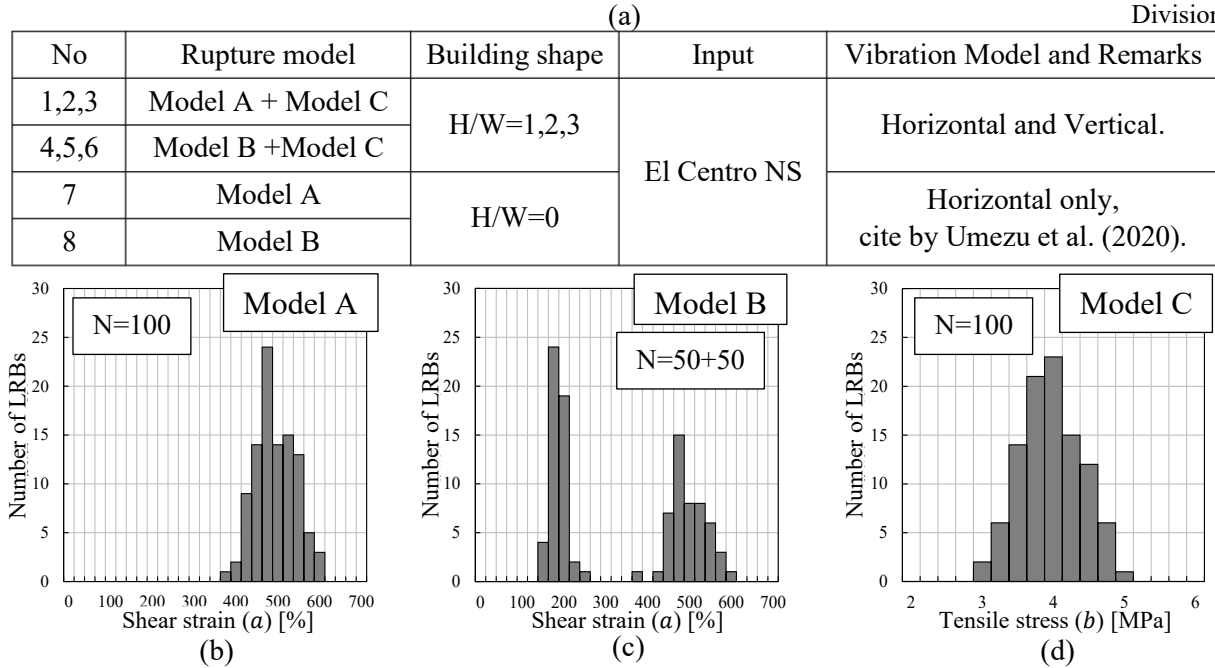 (a)
Division
No Rupture model Building shape Input Vibration Model and Remarks
1,2,3 Model A + Model C H/W=1,2,3 El Centro NS Horizontal and Vertical.
4,5,6 Model B +Model C
7 Model A H/W=0 Horizontal only,
cite by Umezu et al. (2020).
8 Model B
30
25
20
15
10
5
0
Number of LRBs
N=100
Model A
0 100 200 300 400 500 600 700
Shear strain (a) [%]
(b)
30
25
20
15
10
5
0
Number of LRBs
Model B
N=50+50
0 100 200 300 400 500 600 700
Shear strain (a) [%]
(c)
30
25
20
15
10
5
0
Number of LRBs
N=100
Model C
2 3 4 5 6
Tensile stress (b) [MPa]
(d)